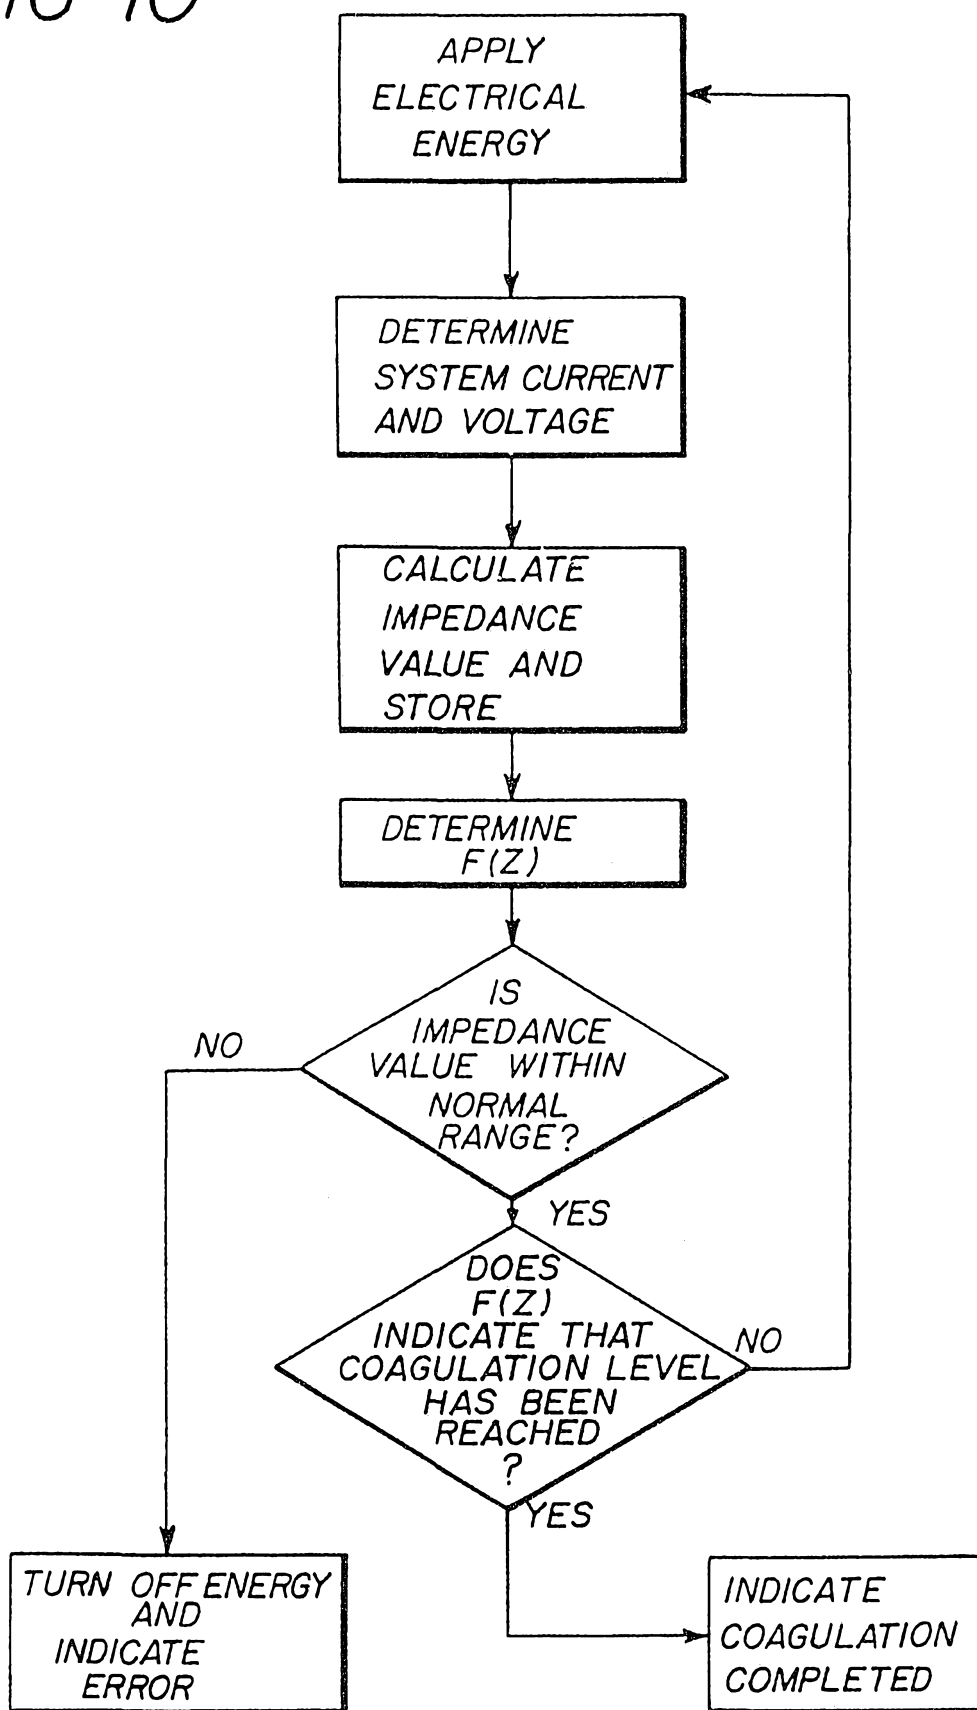 APPLY
ELECTRICAL
ENERGY
DETERMINE
SYSTEM CURRENT
AND VOLTAGE
CALCULATE
IMPEDANCE
VALUE AND
STORE
DETERMINE
F(Z)
IS
IMPEDANCE
VALUE WITHIN
NORMAL
RANGE?
NO
YES
DOES
F(Z)
INDICATE THAT
COAGULATION LEVEL
HAS BEEN
REACHED
?
NO
YES
TURN OFF ENERGY
AND
INDICATE
ERROR
INDICATE
COAGULATION
COMPLETED